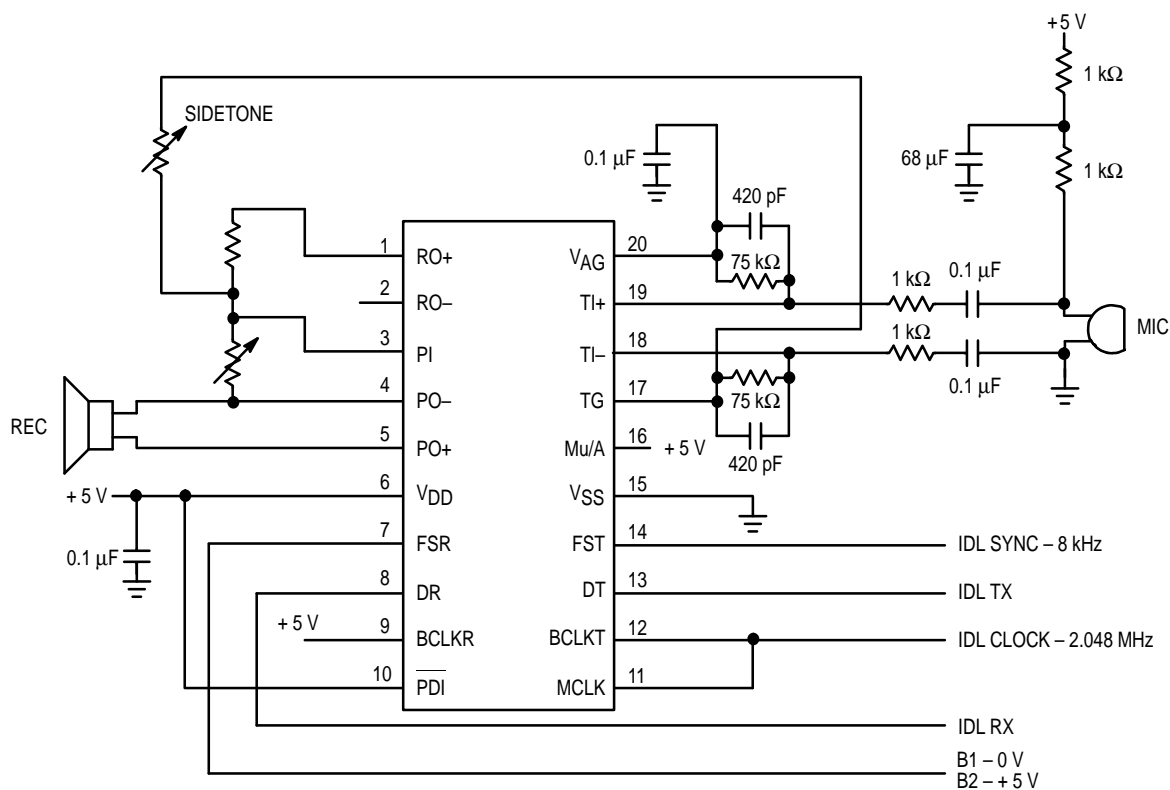 +5 V
1 kΩ
SIDETONE
0.1 µF
68 µF
1 kΩ
420 pF
1 RO+
VAG 20
75 kΩ
1 kΩ
0.1 µF
2 RO–
TI+ 19
MIC
3 PI
TI– 18
1 kΩ
0.1 µF
REC
4 PO–
TG 17
75 kΩ
5 PO+
Mu/A 16
+ 5 V
420 pF
+ 5 V
6 VDD
VSS 15
0.1 µF
7 FSR
FST 14
IDL SYNC – 8 kHz
8 DR
DT 13
IDL TX
+ 5 V
9 BCLKR
BCLKT 12
IDL CLOCK – 2.048 MHz
10 PDI
MCLK 11
IDL RX
B1 – 0 V
B2 – + 5 V